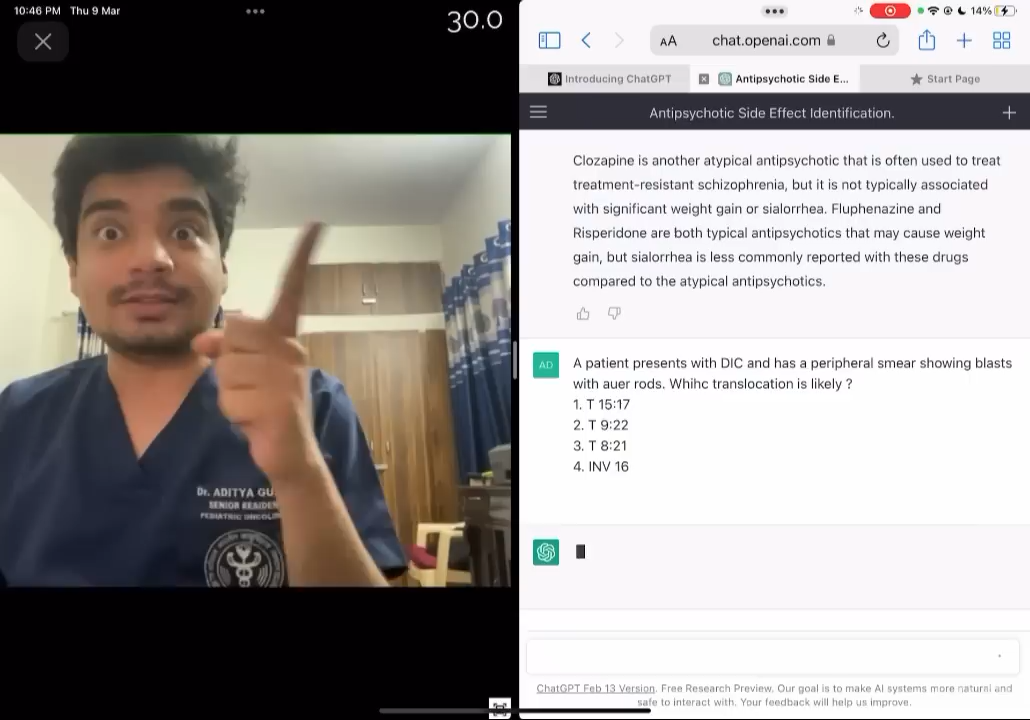 10:46 PM Thu 9 Mar
30.0
14%
AA chat.openai.com
Introducing ChatGPT
Antipsychotic Side E...
Start Page
Antipsychotic Side Effect Identification.
Clozapine is another atypical antipsychotic that is often used to treat
treatment-resistant schizophrenia, but it is not typically associated
with significant weight gain or sialorrhea. Fluphenazine and
Risperidone are both typical antipsychotics that may cause weight
gain, but sialorrhea is less commonly reported with these drugs
compared to the atypical antipsychotics.
AD
A patient presents with DIC and has a peripheral smear showing blasts
with auer rods. Whihc translocation is likely ?
1. T 15:17
2. T 9:22
3. T 8:21
4. INV 16
Dr. ADITYA GU
SENIOR RESIDEN
PEDIATRIC ONCOLO
ChatGPT Feb 13 Version. Free Research Preview. Our goal is to make AI systems more natural and
safe to interact with. Your feedback will help us improve.